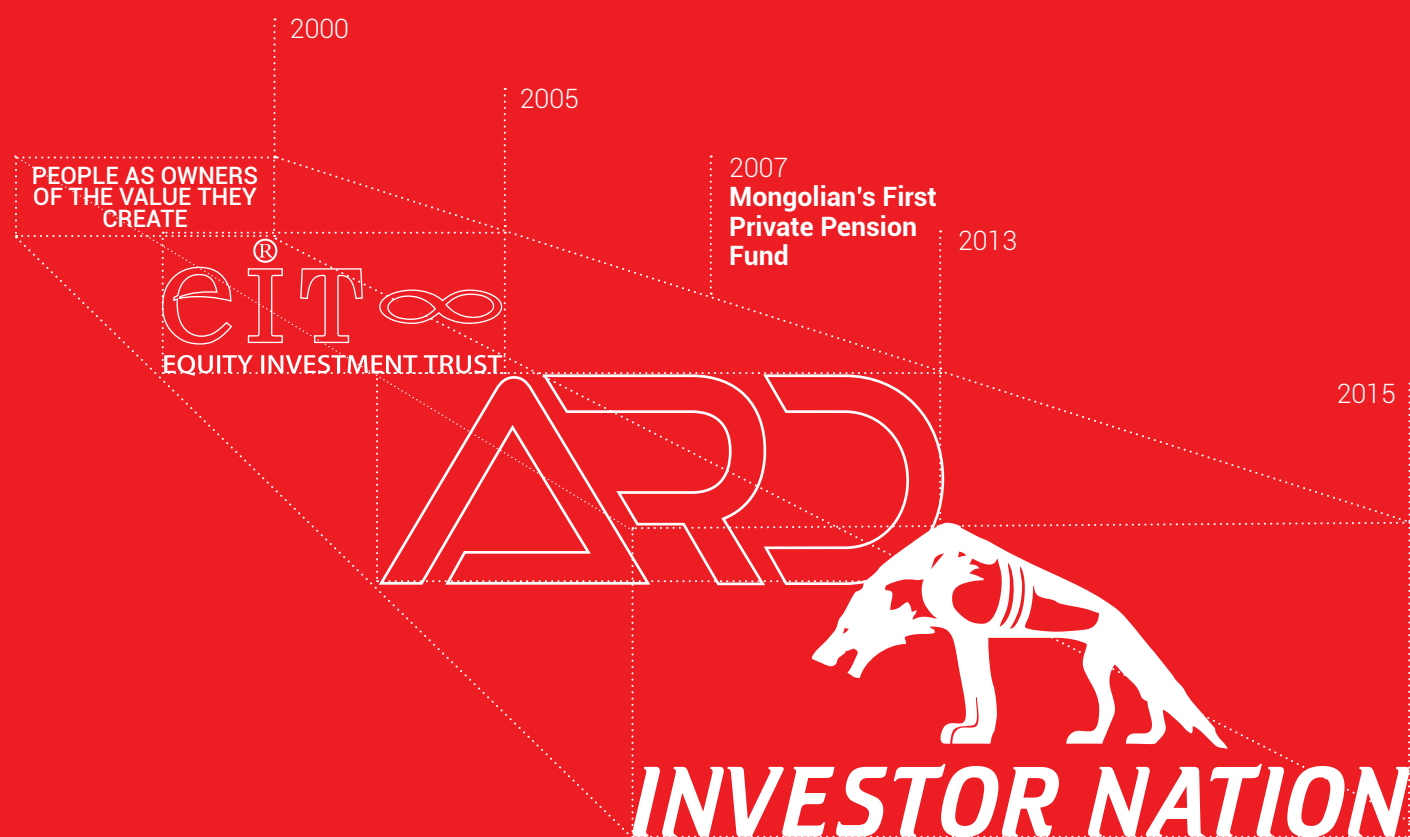 2000
2005
PEOPLE AS OWNERS
OF THE VALUE THEY
CREATE
2007
Mongolian's First
Private Pension
Fund
2013
eiT ®
EQUITY INVESTMENT TRUST
ARD
2015
INVESTOR NATION